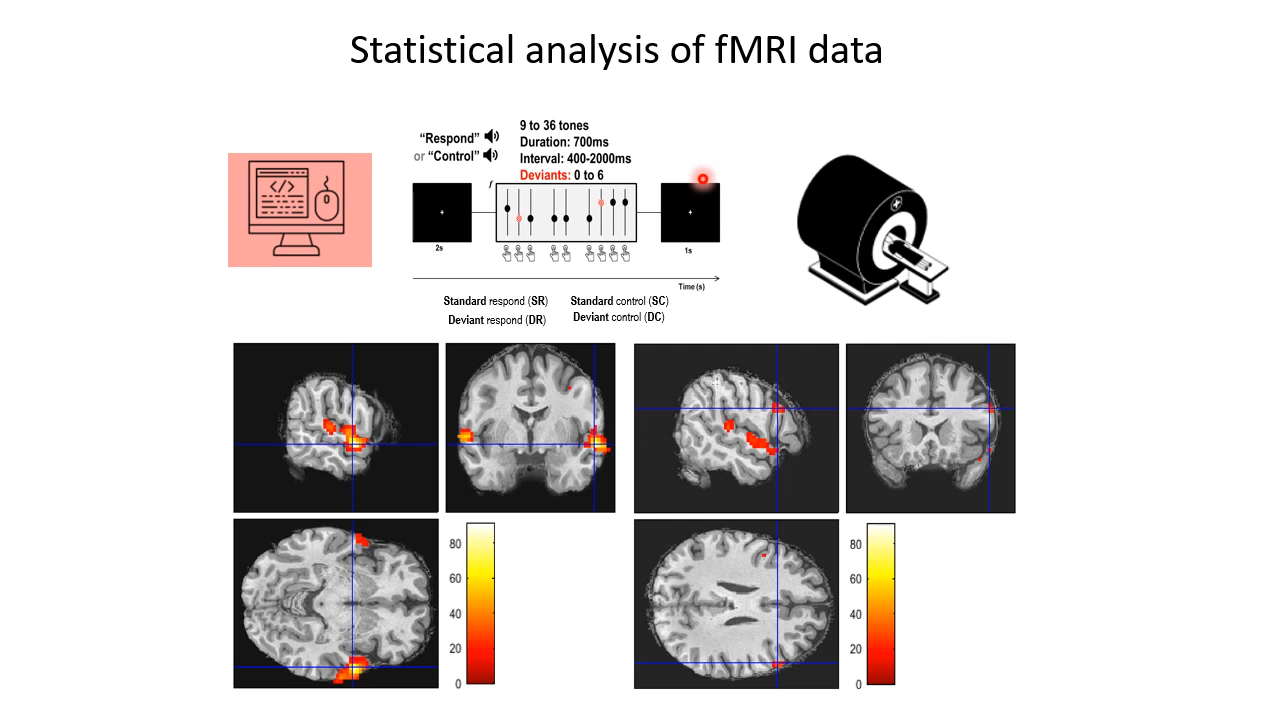 Statistical analysis of fMRI data
“Respond”
or “Control”
9 to 36 tones
Duration: 700ms
Interval: 400-2000ms
Deviants: 0 to 6
f
</>
2s
1s
Time (s)
Standard respond (SR)
Standard control (SC)
Deviant respond (DR)
Deviant control (DC)
80
60
40
20
0
80
60
40
20
0